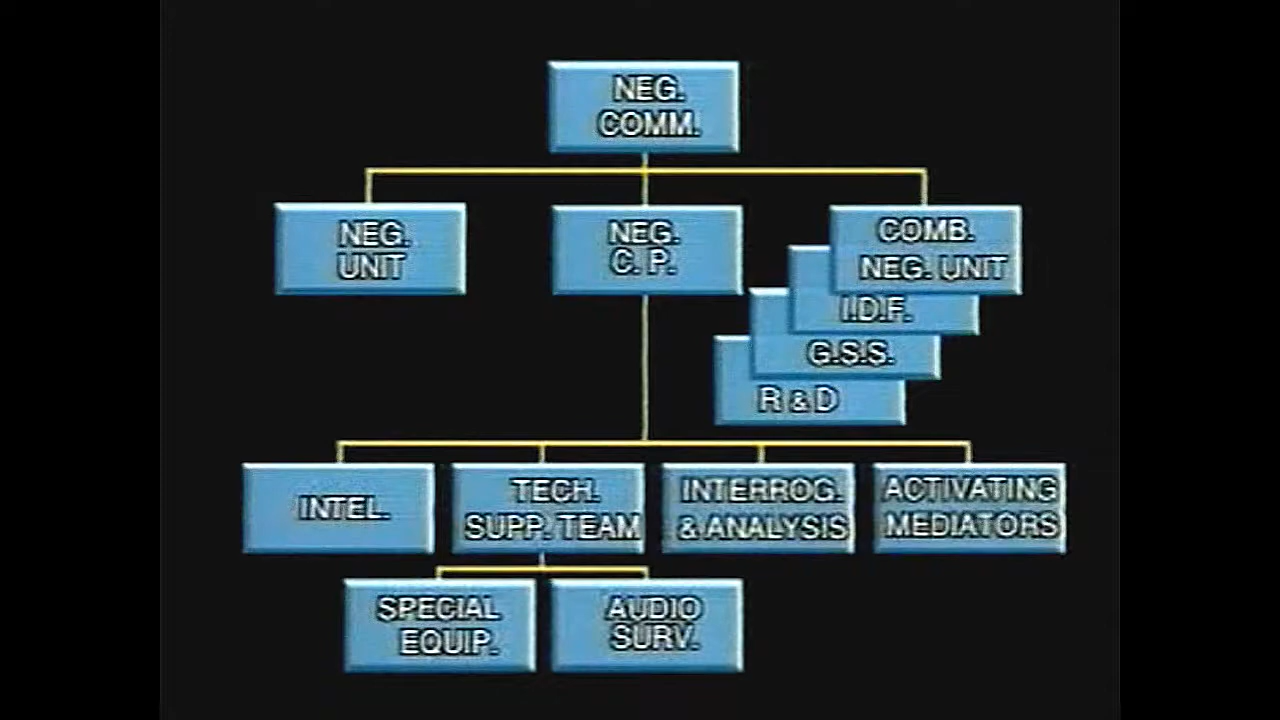 NEG.
COMM.
NEG.
UNIT
NEG.
C. P.
COMB.
NEG. UNIT
I.D.F.
G.S.S.
R & D
INTEL.
TECH.
SUPP. TEAM
INTERROG.
& ANALYSIS
ACTIVATING
MEDIATORS
SPECIAL
EQUIP.
AUDIO
SURV.